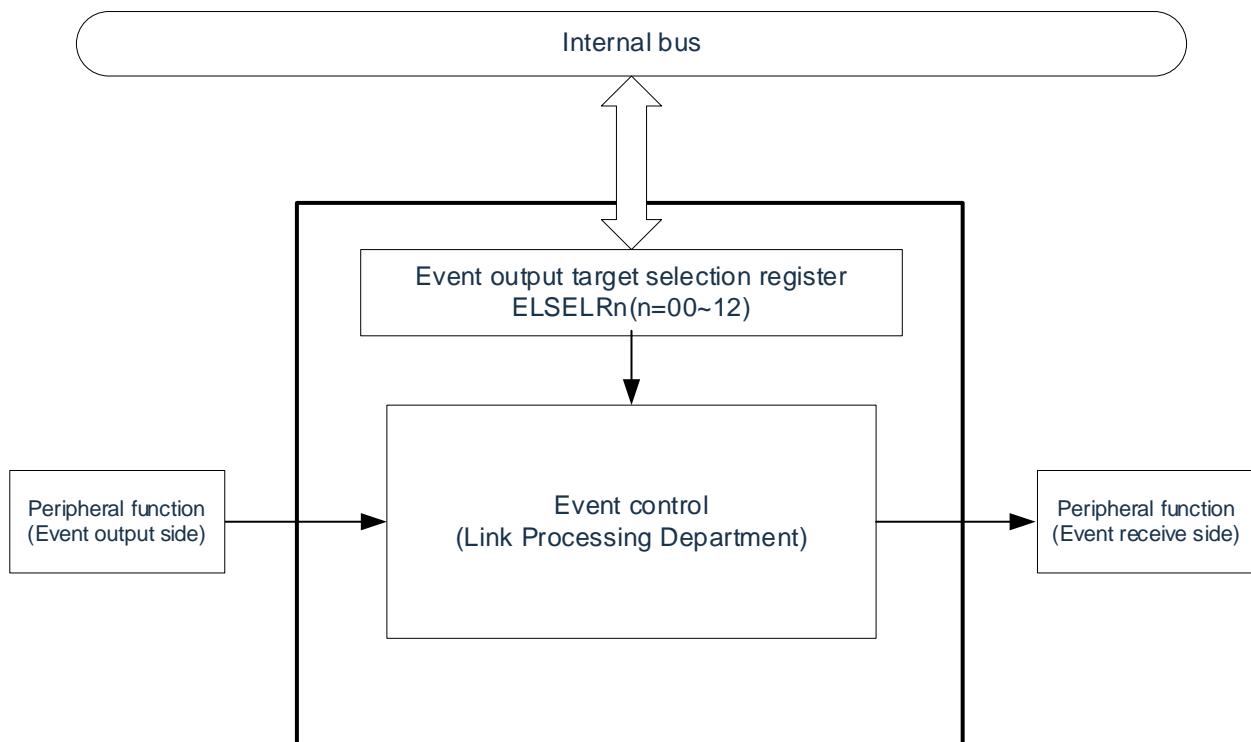 Internal bus
Event output target selection register
ELSELRn(n=00~12)
Event control
(Link Processing Department)
Peripheral function
(Event output side)
Peripheral function
(Event receive side)